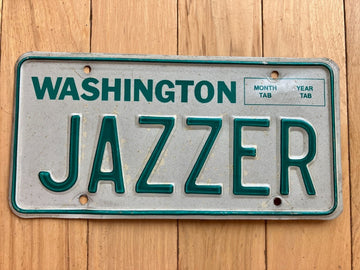 WASHINGTON
MONTH TAB
YEAR TAB
JAZZER